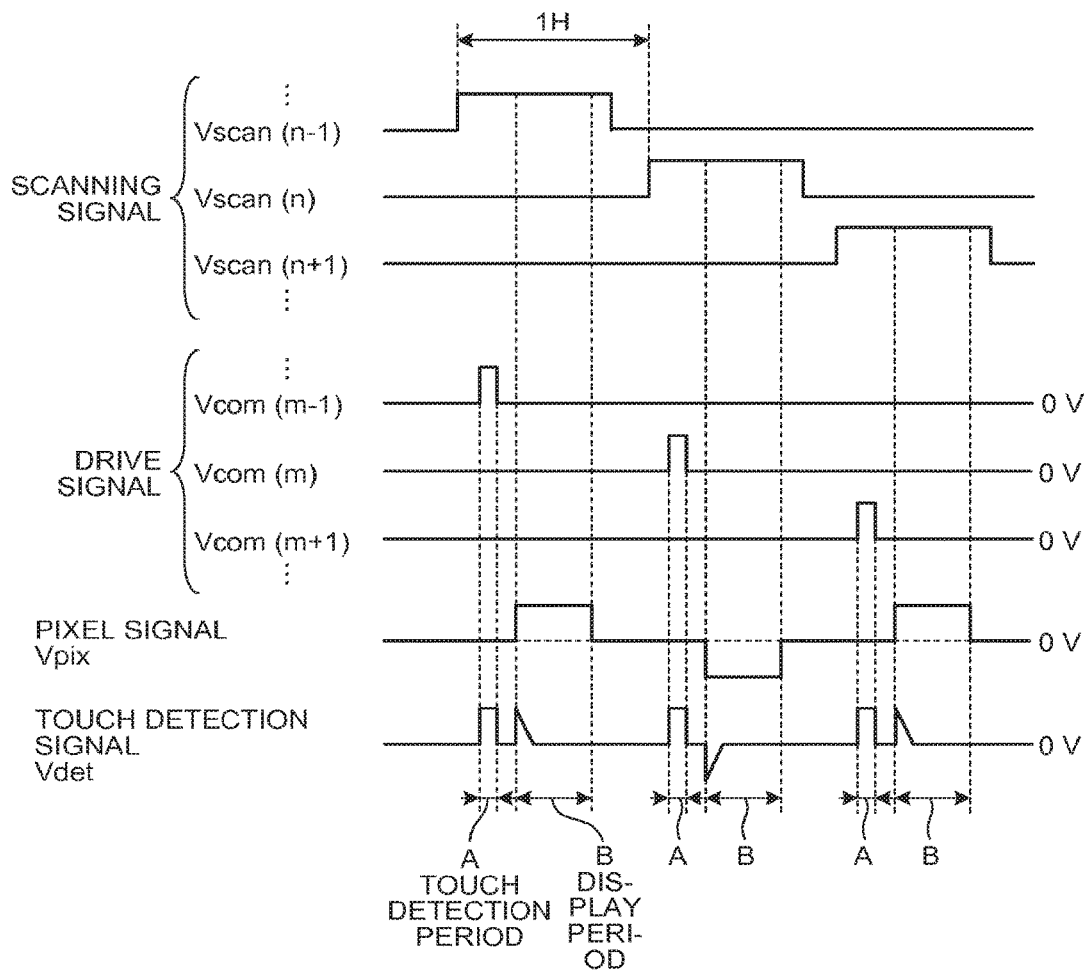 1H
⋮
Vscan (n-1)
SCANNING
SIGNAL
Vscan (n)
Vscan (n+1)
⋮
⋮
Vcom (m-1)
0 V
DRIVE
SIGNAL
Vcom (m)
0 V
Vcom (m+1)
0 V
⋮
PIXEL SIGNAL
Vpix
0 V
TOUCH DETECTION
SIGNAL
Vdet
0 V
A
TOUCH
DETECTION
PERIOD
B
DIS-
PLAY
PERI-
OD
A
B
A
B